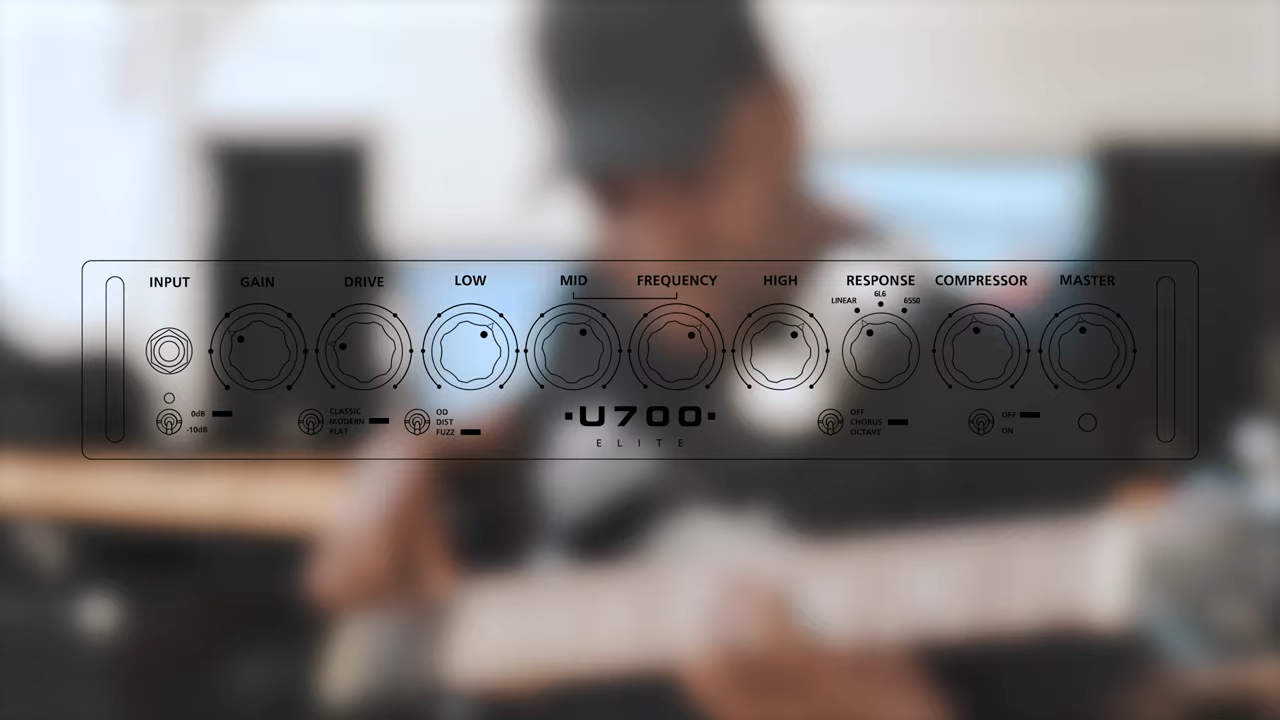 INPUT GAIN DRIVE LOW MID FREQUENCY HIGH RESPONSE COMPRESSOR MASTER
LINEAR 6L6 6550
0dB
-10dB
CLASSIC
MODERN
FLAT
OD
DIST
FUZZ
·U700·
ELITE
OFF
CHORUS
OCTAVE
OFF
ON